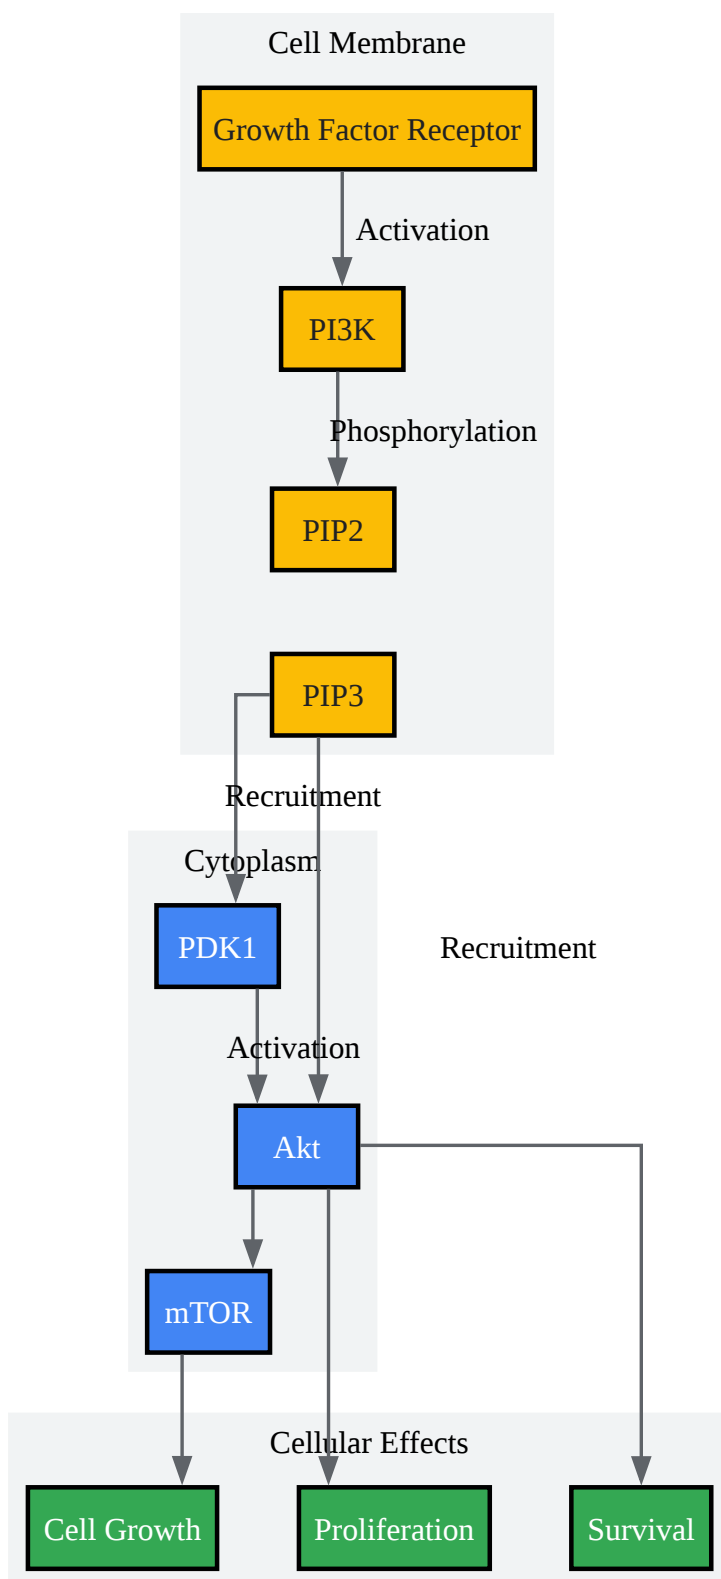 Cell Membrane
Growth Factor Receptor
Activation
PI3K
Phosphorylation
PIP2
PIP3
Recruitment
Cytoplasm
PDK1
Recruitment
Activation
Akt
mTOR
Cellular Effects
Cell Growth
Proliferation
Survival